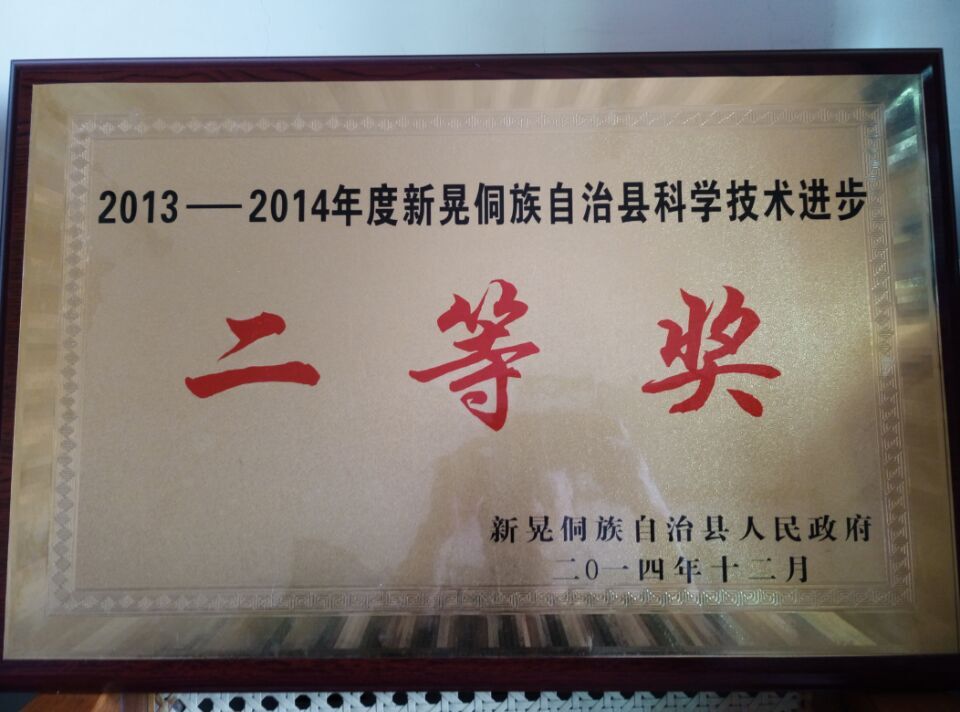 2013——2014年度新晃侗族自治县科学技术进步
二等奖
新晃侗族自治县人民政府
二0一四年十二月